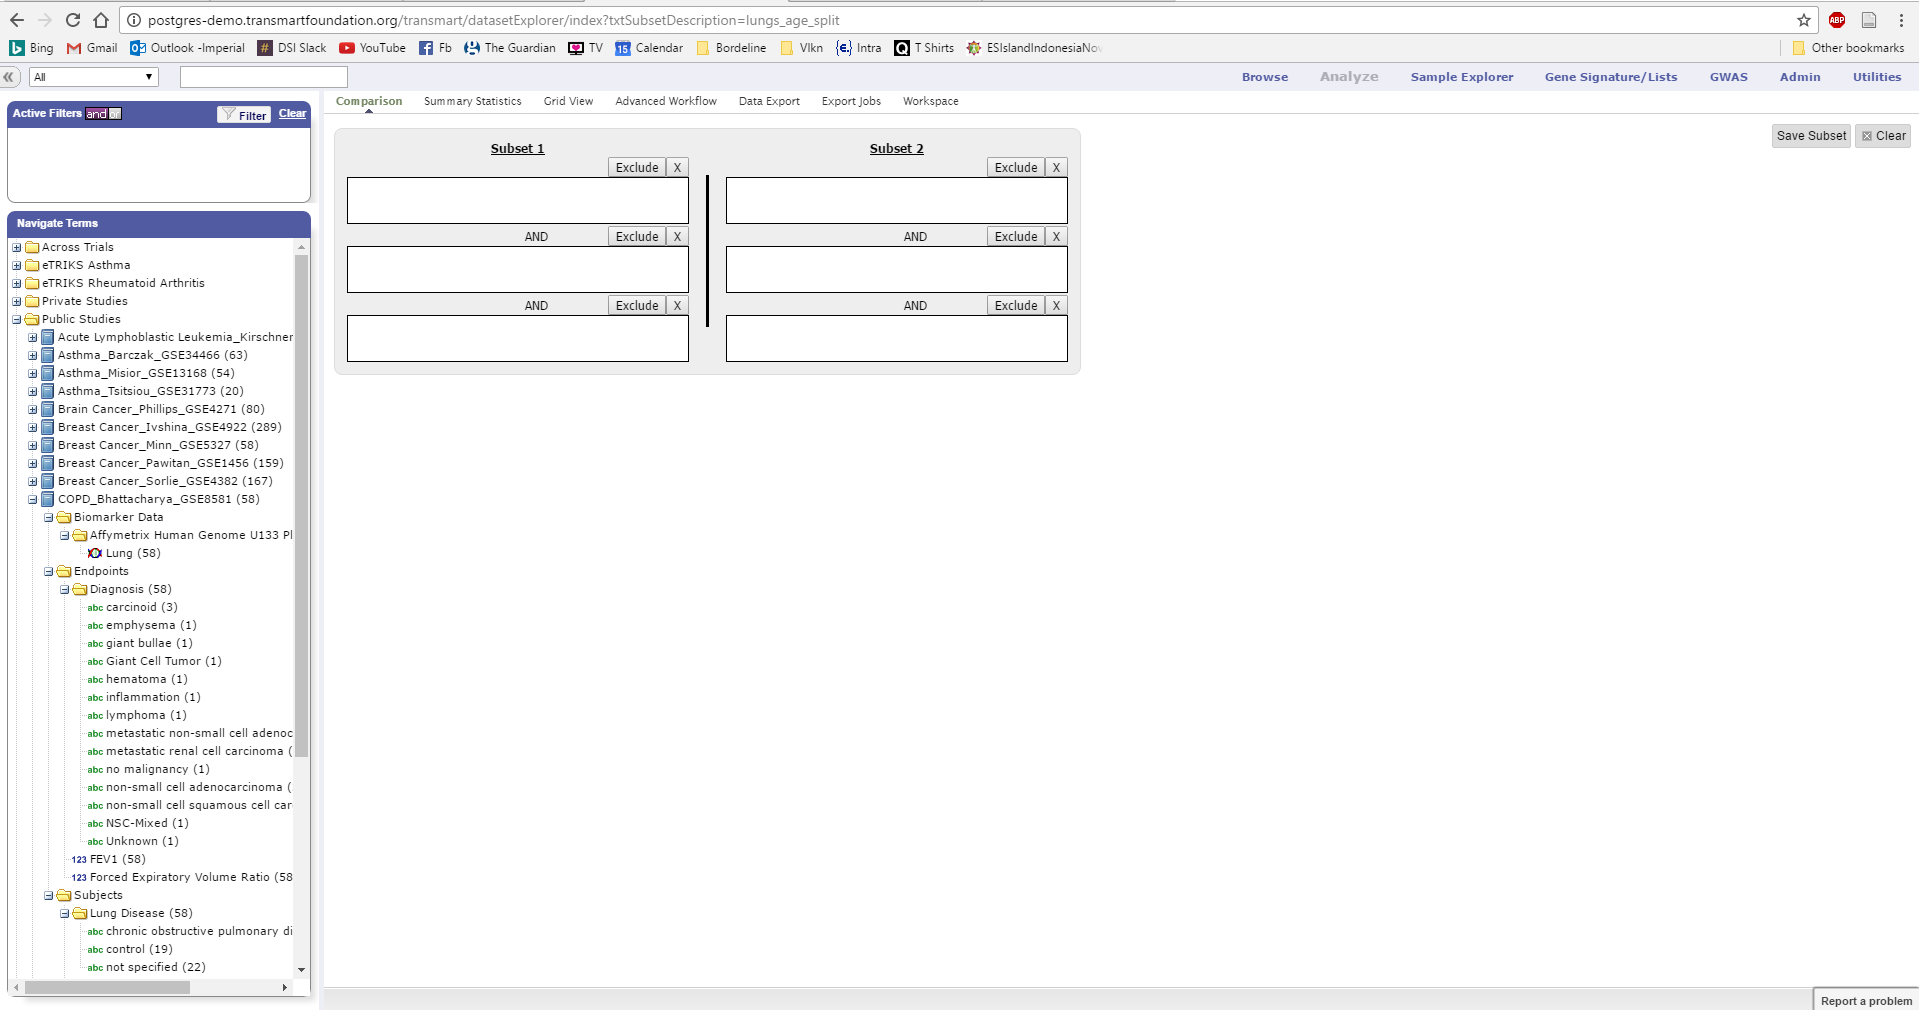 postgres-demo.transmartfoundation.org/transmart/datasetExplorer/index?txtSubsetDescription=lungs_age_split
ABP
Bing Gmail Outlook -Imperial DSI Slack YouTube Fb The Guardian TV 15 Calendar Bordeline Vlkn Intra T Shirts ESIslandIndonesiaNov Other bookmarks
All Browse Analyze Sample Explorer Gene Signature/Lists GWAS Admin Utilities
Active Filters and or Filter Clear
Comparison Summary Statistics Grid View Advanced Workflow Data Export Export Jobs Workspace
Save Subset Clear
Subset 1 Subset 2
Exclude X Exclude X
AND Exclude X AND Exclude X
AND Exclude X AND Exclude X
Navigate Terms
Across Trials
eTRIKS Asthma
eTRIKS Rheumatoid Arthritis
Private Studies
Public Studies
Acute Lymphoblastic Leukemia_Kirschner
Asthma_Barczak_GSE34466 (63)
Asthma_Misior_GSE13168 (54)
Asthma_Tsitsiou_GSE31773 (20)
Brain Cancer_Phillips_GSE4271 (80)
Breast Cancer_Ivshina_GSE4922 (289)
Breast Cancer_Minn_GSE5327 (58)
Breast Cancer_Pawitan_GSE1456 (159)
Breast Cancer_Sorlie_GSE4382 (167)
COPD_Bhattacharya_GSE8581 (58)
Biomarker Data
Affymetrix Human Genome U133 Pl
Lung (58)
Endpoints
Diagnosis (58)
abc carcinoid (3)
abc emphysema (1)
abc giant bullae (1)
abc Giant Cell Tumor (1)
abc hematoma (1)
abc inflammation (1)
abc lymphoma (1)
abc metastatic non-small cell adenoc
abc metastatic renal cell carcinoma (
abc no malignancy (1)
abc non-small cell adenocarcinoma (
abc non-small cell squamous cell car
abc NSC-Mixed (1)
abc Unknown (1)
123 FEV1 (58)
123 Forced Expiratory Volume Ratio (58
Subjects
Lung Disease (58)
abc chronic obstructive pulmonary di
abc control (19)
abc not specified (22)
Report a problem